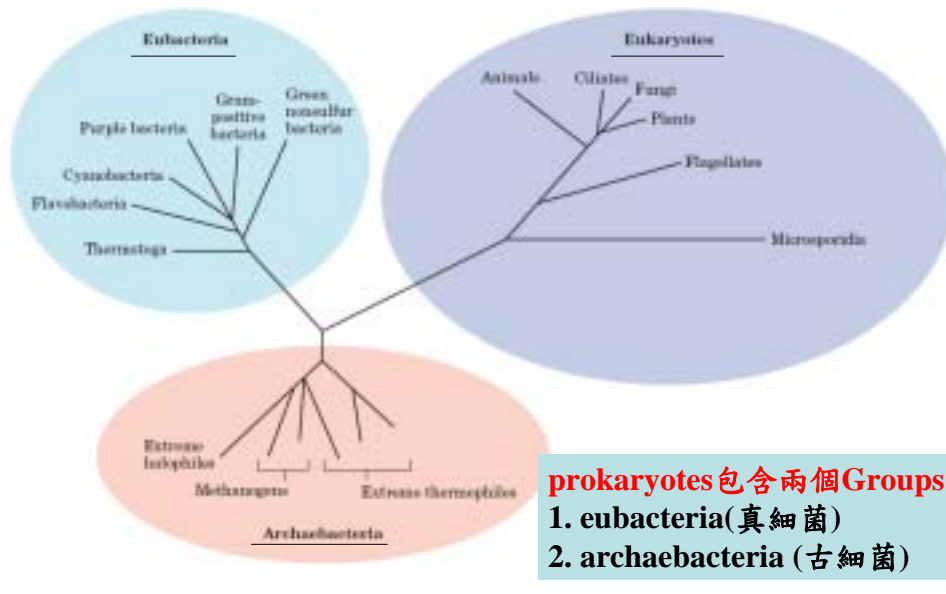 Eubacteria
Purple bacteria
Gram-
positive
bacteria
Green
nonsulfur
bacteria
Cyanobacteria
Flavobacteria
Thermotoga
Eukaryotes
Animals
Ciliates
Fungi
Plants
Flagellates
Microsporidia
Extreme
halophiles
Methanogens
Extreme thermophiles
Archaebacteria
prokaryotes包含兩個Groups
1. eubacteria(真細菌)
2. archaebacteria (古細菌)